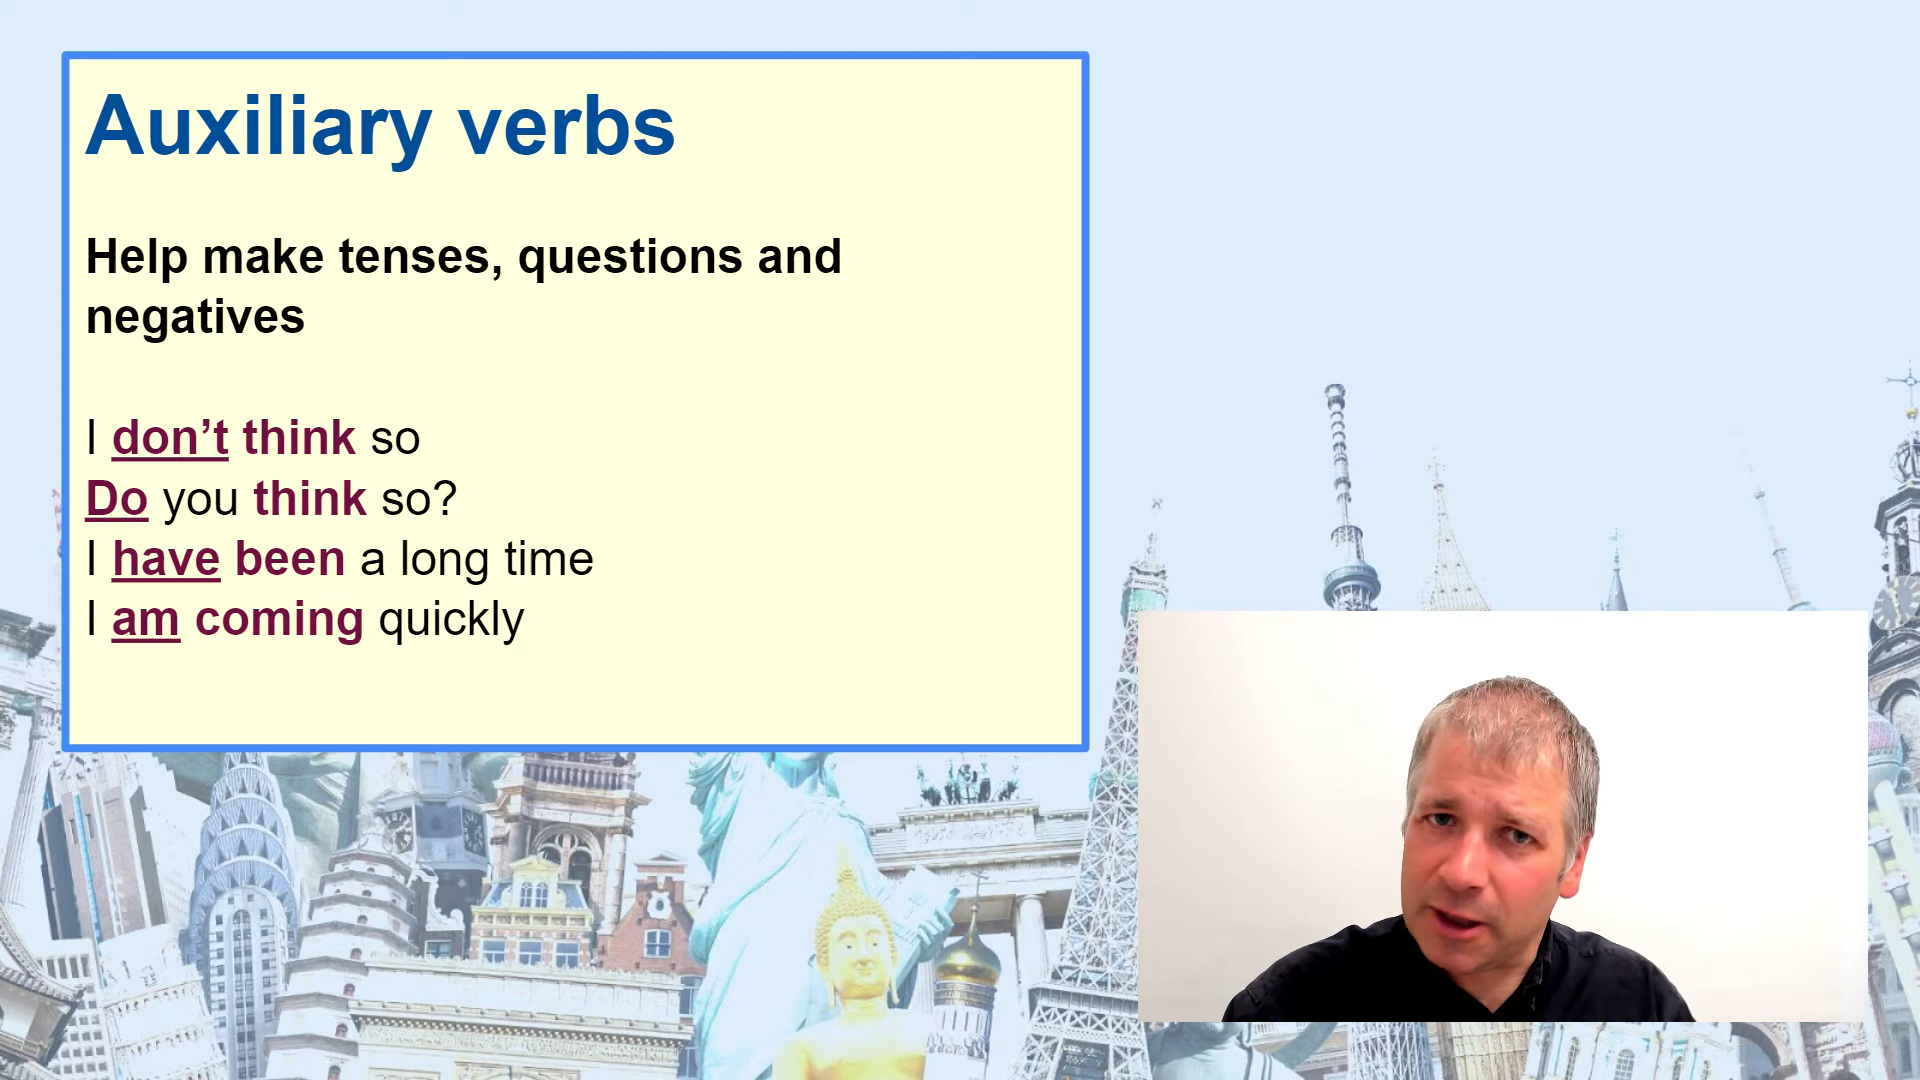 Auxiliary verbs
Help make tenses, questions and
negatives
I don’t think so
Do you think so?
I have been a long time
I am coming quickly